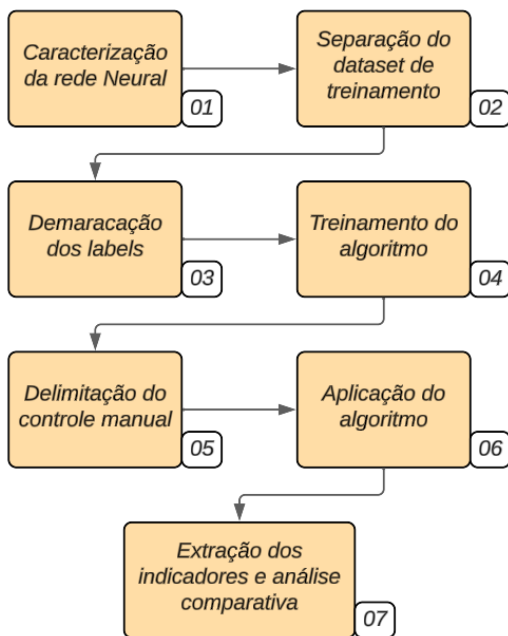 Caracterização
da rede Neural
01
Separação do
dataset de
treinamento
02
Demaracação
dos labels
03
Treinamento do
algoritmo
04
Delimitação do
controle manual
05
Aplicação do
algoritmo
06
Extração dos
indicadores e análise
comparativa
07